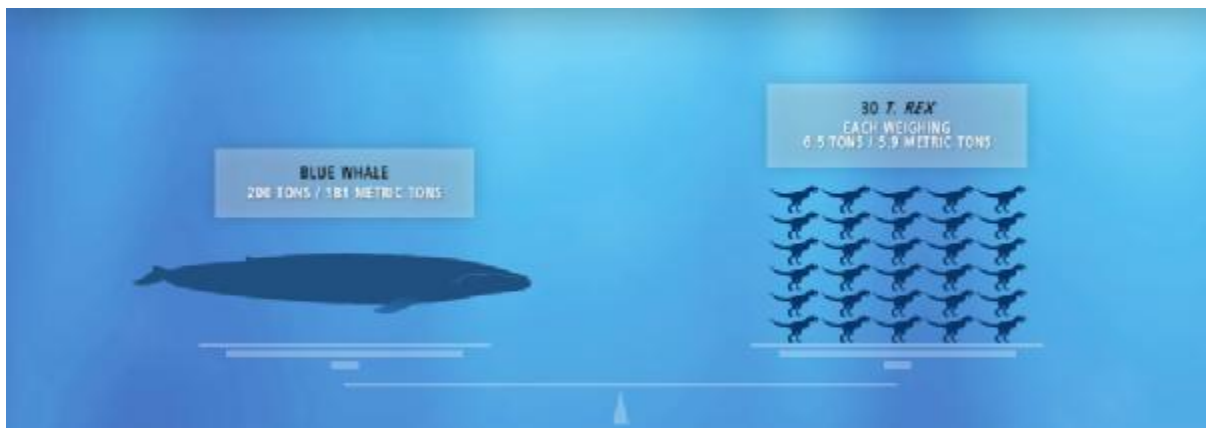 BLUE WHALE
200 TONS / 181 METRIC TONS
30 T. REX
EACH WEIGHING
6.5 TONS / 5.9 METRIC TONS